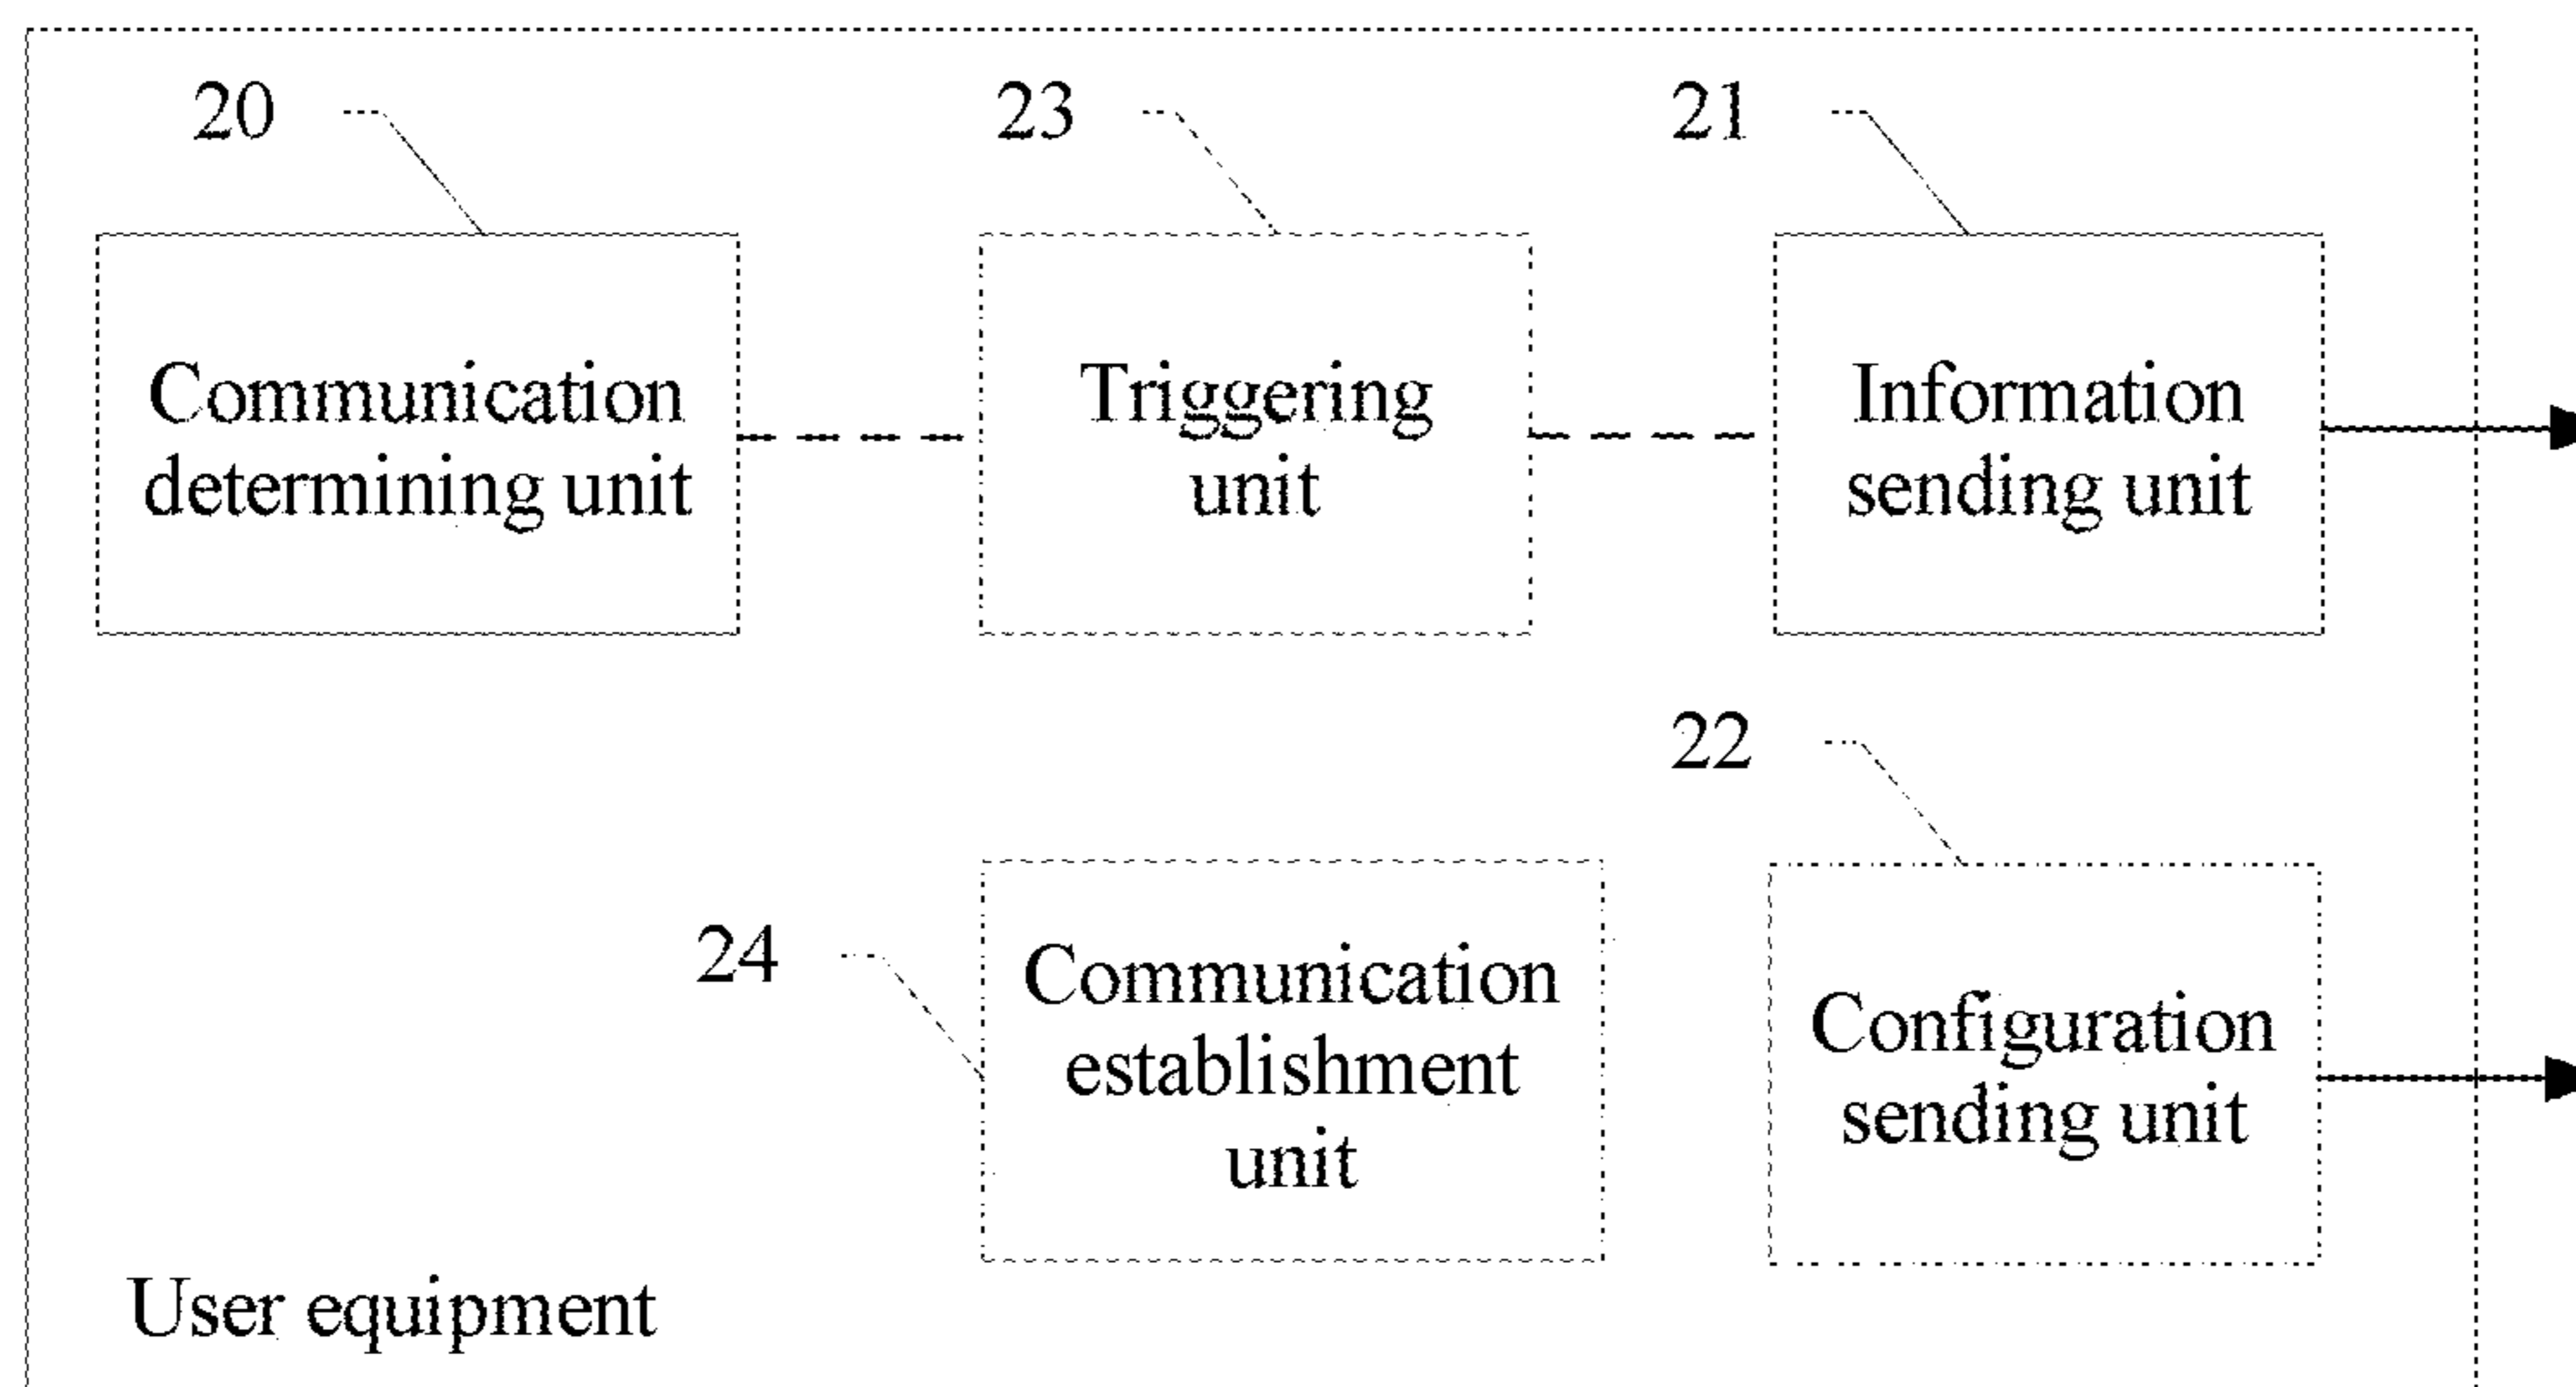 20
23
21
Communication
determining unit
Triggering
unit
Information
sending unit
22
24
Communication
establishment
unit
Configuration
sending unit
User equipment